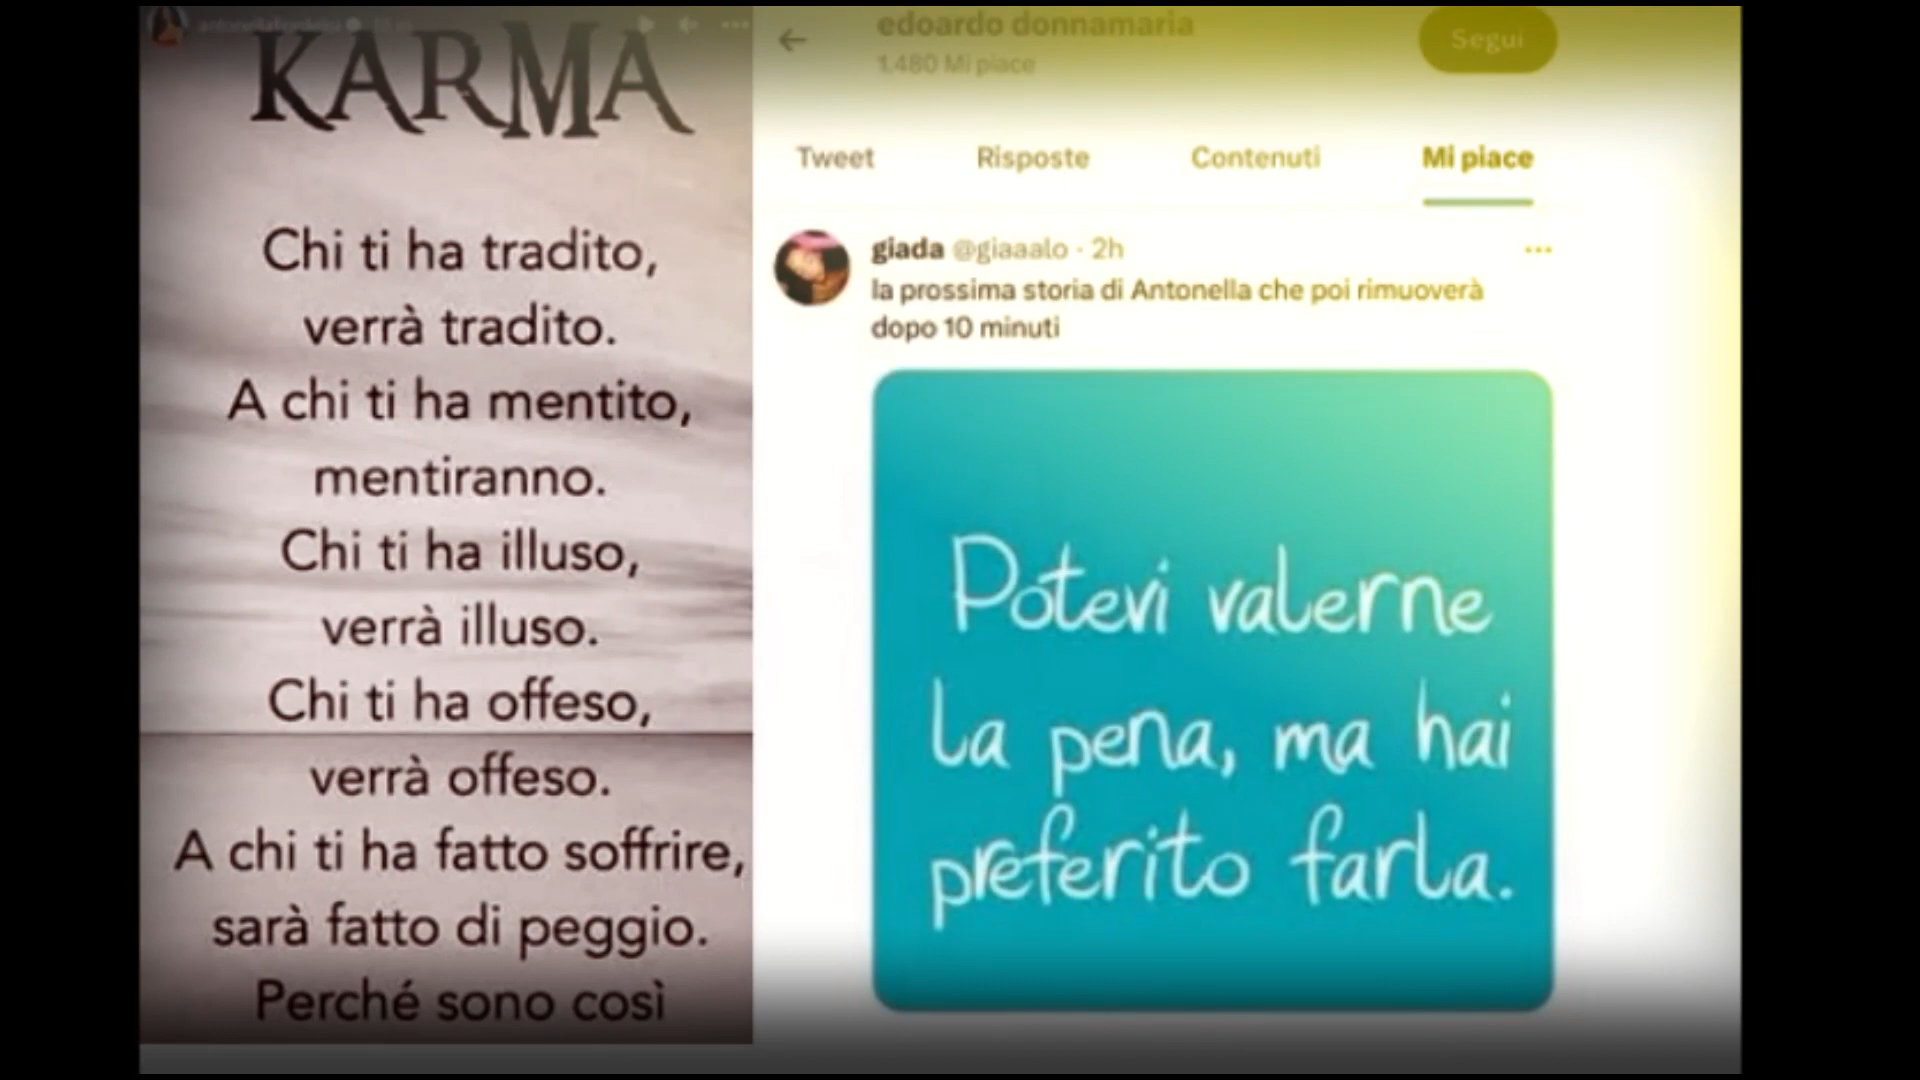 KARMA
Chi ti ha tradito,
verrà tradito.
A chi ti ha mentito,
mentiranno.
Chi ti ha illuso,
verrà illuso.
Chi ti ha offeso,
verrà offeso.
A chi ti ha fatto soffrire,
sarà fatto di peggio.
Perché sono così
edoardo donnamaria
1.480 Mi piace
Segui
Tweet Risposte Contenuti Mi piace
giada @giaaalo · 2h
la prossima storia di Antonella che poi rimuoverà
dopo 10 minuti
Potevi valerne
la pena, ma hai
preferito farla.